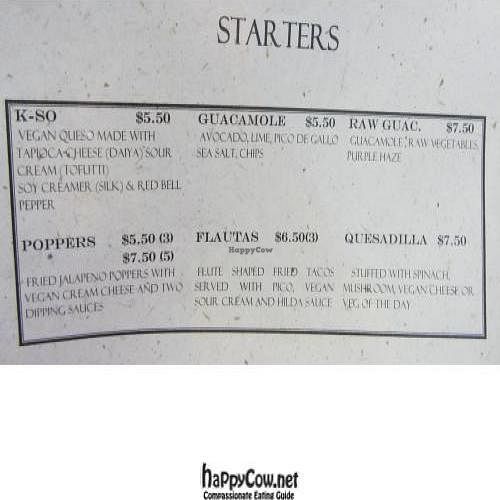 STARTERS
K-SO $5.50
VEGAN QUESO MADE WITH
TAPIOCA-CHEESE (DAIYA) SOUR
CREAM (TOFUTTI)
SOY CREAMER (SILK) & RED BELL
PEPPER
GUACAMOLE $5.50
AVOCADO, LIME, PICO DE GALLO
SEA SALT, CHIPS
RAW GUAC. $7.50
GUACAMOLE, RAW VEGETABLES,
PURPLE HAZE
POPPERS $5.50 (3)
$7.50 (5)
FRIED JALAPENO POPPERS WITH
VEGAN CREAM CHEESE AND TWO
DIPPING SAUCES
FLAUTAS $6.50(3)
HappyCow
FLUTE SHAPED FRIED TACOS
SERVED WITH PICO, VEGAN
SOUR CREAM AND HILDA SAUCE
QUESADILLA $7.50
STUFFED WITH SPINACH,
MUSHROOM, VEGAN CHEESE OR
VEG. OF THE DAY
haPPyCow.net
Compassionate Eating Guide